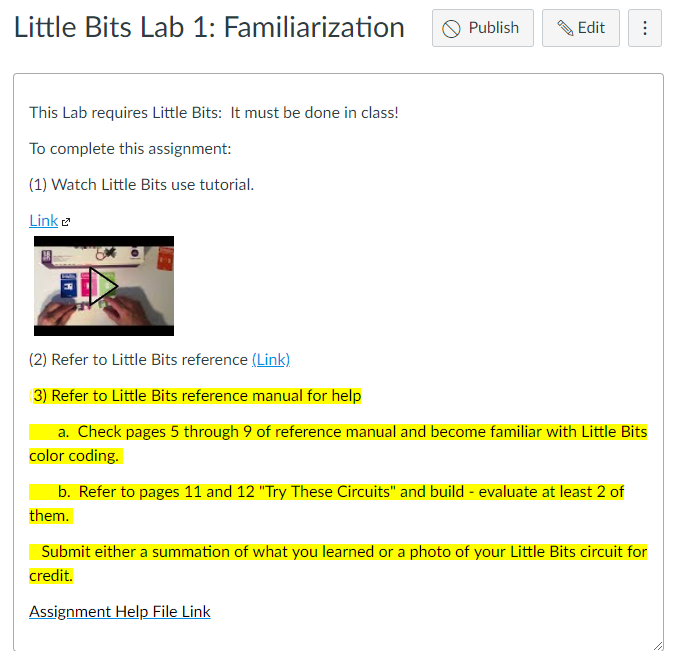 Little Bits Lab 1: Familiarization
Publish
Edit
This Lab requires Little Bits:  It must be done in class!
To complete this assignment:
(1) Watch Little Bits use tutorial.
Link
(2) Refer to Little Bits reference (Link)
3) Refer to Little Bits reference manual for help
a.  Check pages 5 through 9 of reference manual and become familiar with Little Bits
color coding.
b.  Refer to pages 11 and 12 "Try These Circuits" and build - evaluate at least 2 of
them.
Submit either a summation of what you learned or a photo of your Little Bits circuit for
credit.
Assignment Help File Link